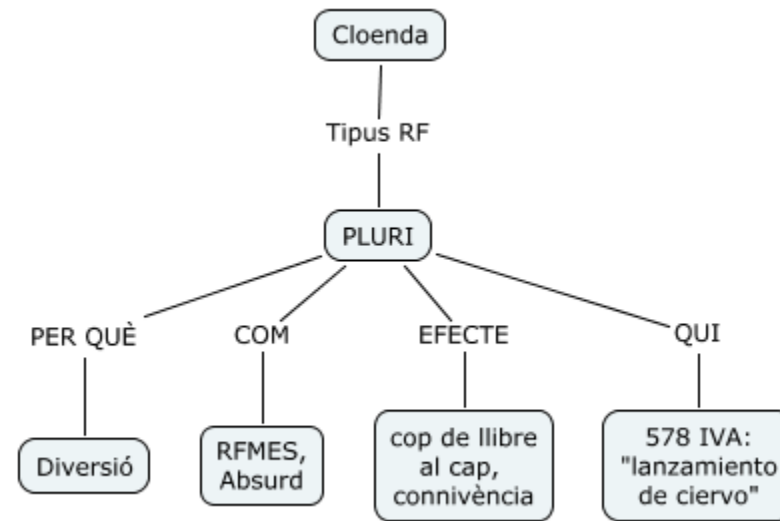 Cloenda
Tipus RF
PLURI
PER QUÈ
COM
EFECTE
QUI
Diversió
RFMES,
Absurd
cop de llibre
al cap,
connivència
578 IVA:
"lanzamiento
de ciervo"